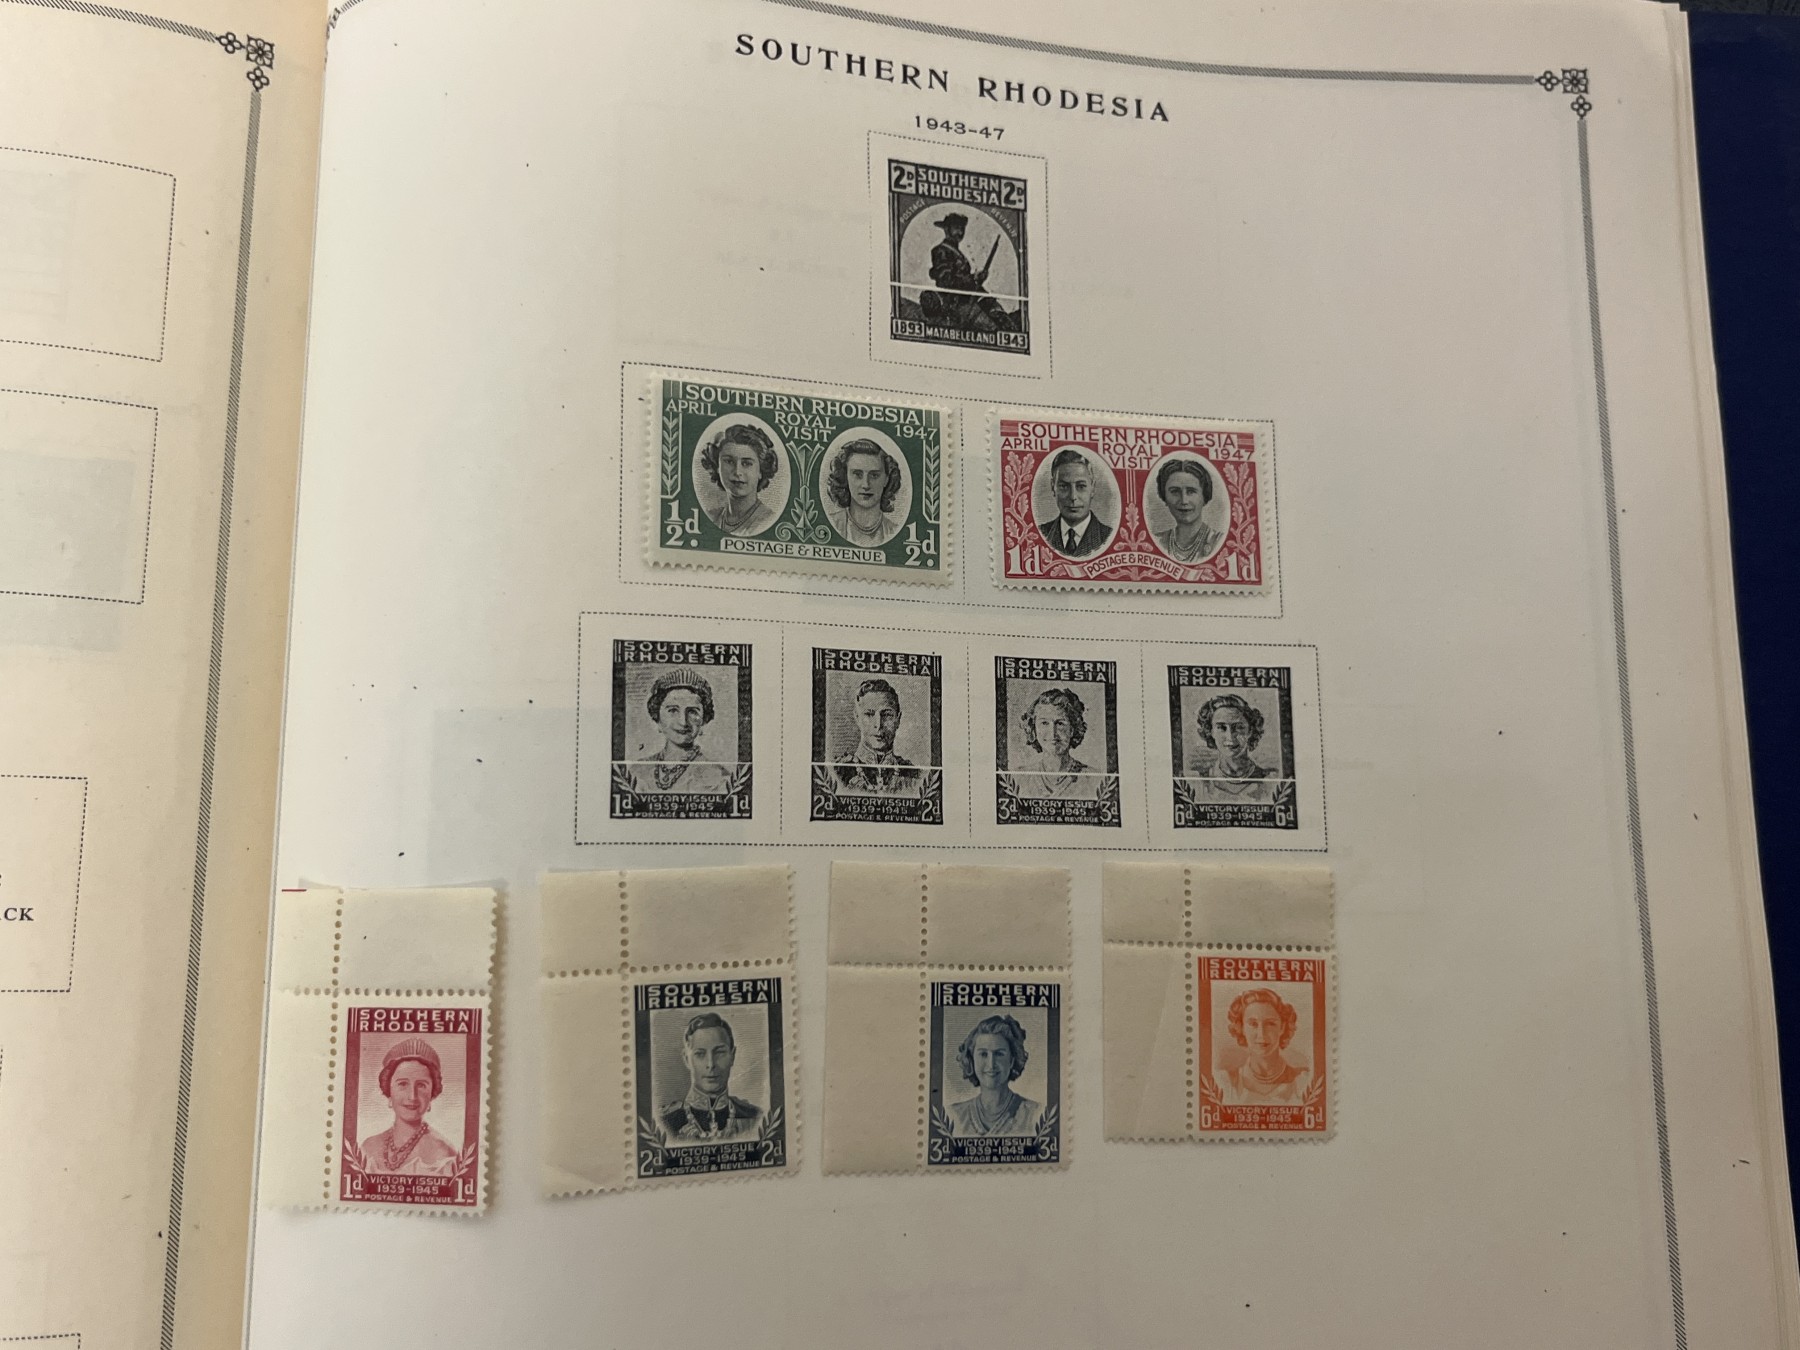 SOUTHERN RHODESIA
1943-47
2D. SOUTHERN 2D.
RHODESIA
POSTAGE REVENUE
1893 MATABELELAND 1943
SOUTHERN RHODESIA
APRIL ROYAL 1947
VISIT
½d. ½d.
POSTAGE & REVENUE
SOUTHERN RHODESIA
APRIL ROYAL 1947
VISIT
1d 1d
POSTAGE & REVENUE
SOUTHERN
RHODESIA
1d VICTORY ISSUE 1d
1939-1945
POSTAGE & REVENUE
SOUTHERN
RHODESIA
2d VICTORY ISSUE 2d
1939-1945
POSTAGE & REVENUE
SOUTHERN
RHODESIA
3d VICTORY ISSUE 3d
1939-1945
POSTAGE & REVENUE
SOUTHERN
RHODESIA
6d VICTORY ISSUE 6d
1939-1945
POSTAGE & REVENUE
SOUTHERN
RHODESIA
1d VICTORY ISSUE 1d
1939-1945
POSTAGE & REVENUE
SOUTHERN
RHODESIA
2d VICTORY ISSUE 2d
1939-1945
POSTAGE & REVENUE
SOUTHERN
RHODESIA
3d VICTORY ISSUE 3d
1939-1945
POSTAGE & REVENUE
SOUTHERN
RHODESIA
6d VICTORY ISSUE 6d
1939-1945
POSTAGE & REVENUE